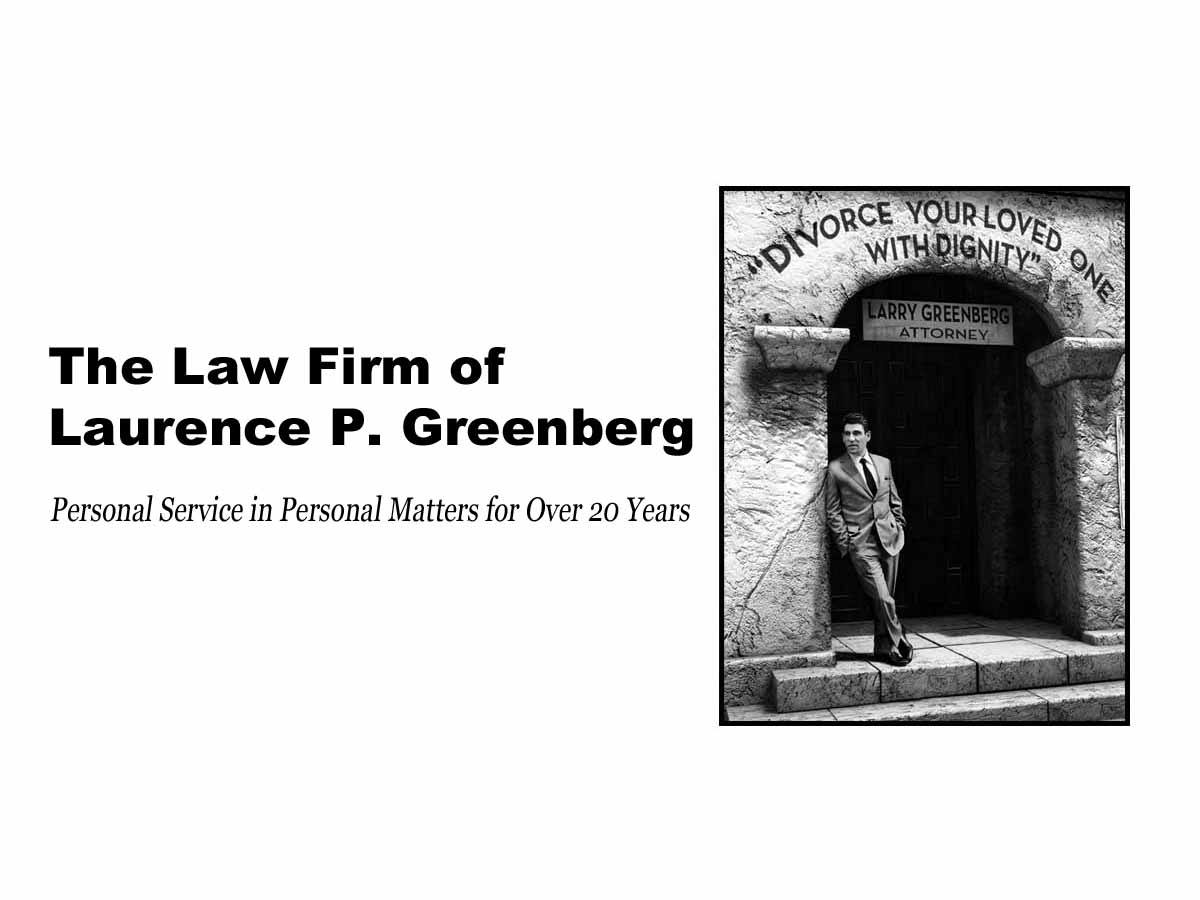 The Law Firm of
Laurence P. Greenberg
Personal Service in Personal Matters for Over 20 Years
"DIVORCE YOUR LOVED ONE
WITH DIGNITY"
LARRY GREENBERG
ATTORNEY